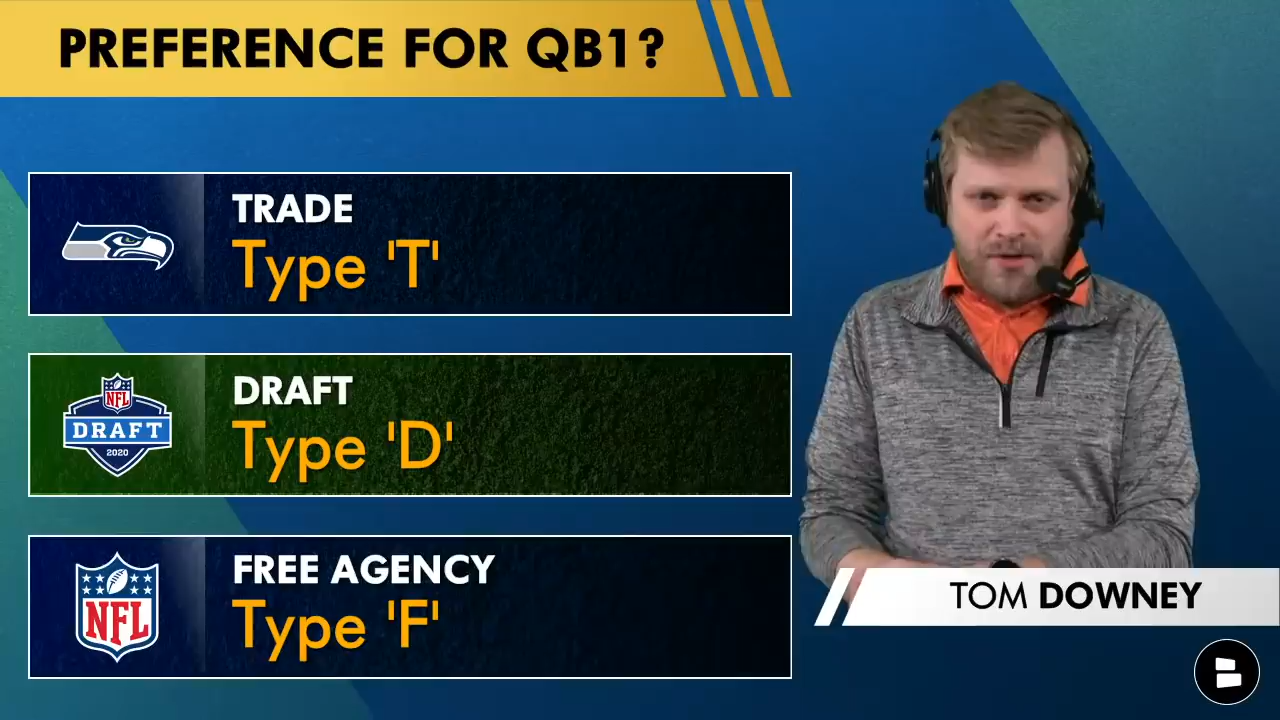 PREFERENCE FOR QB1?
TRADE
Type 'T'
NFL
DRAFT
2020
DRAFT
Type 'D'
NFL
FREE AGENCY
Type 'F'
TOM DOWNEY